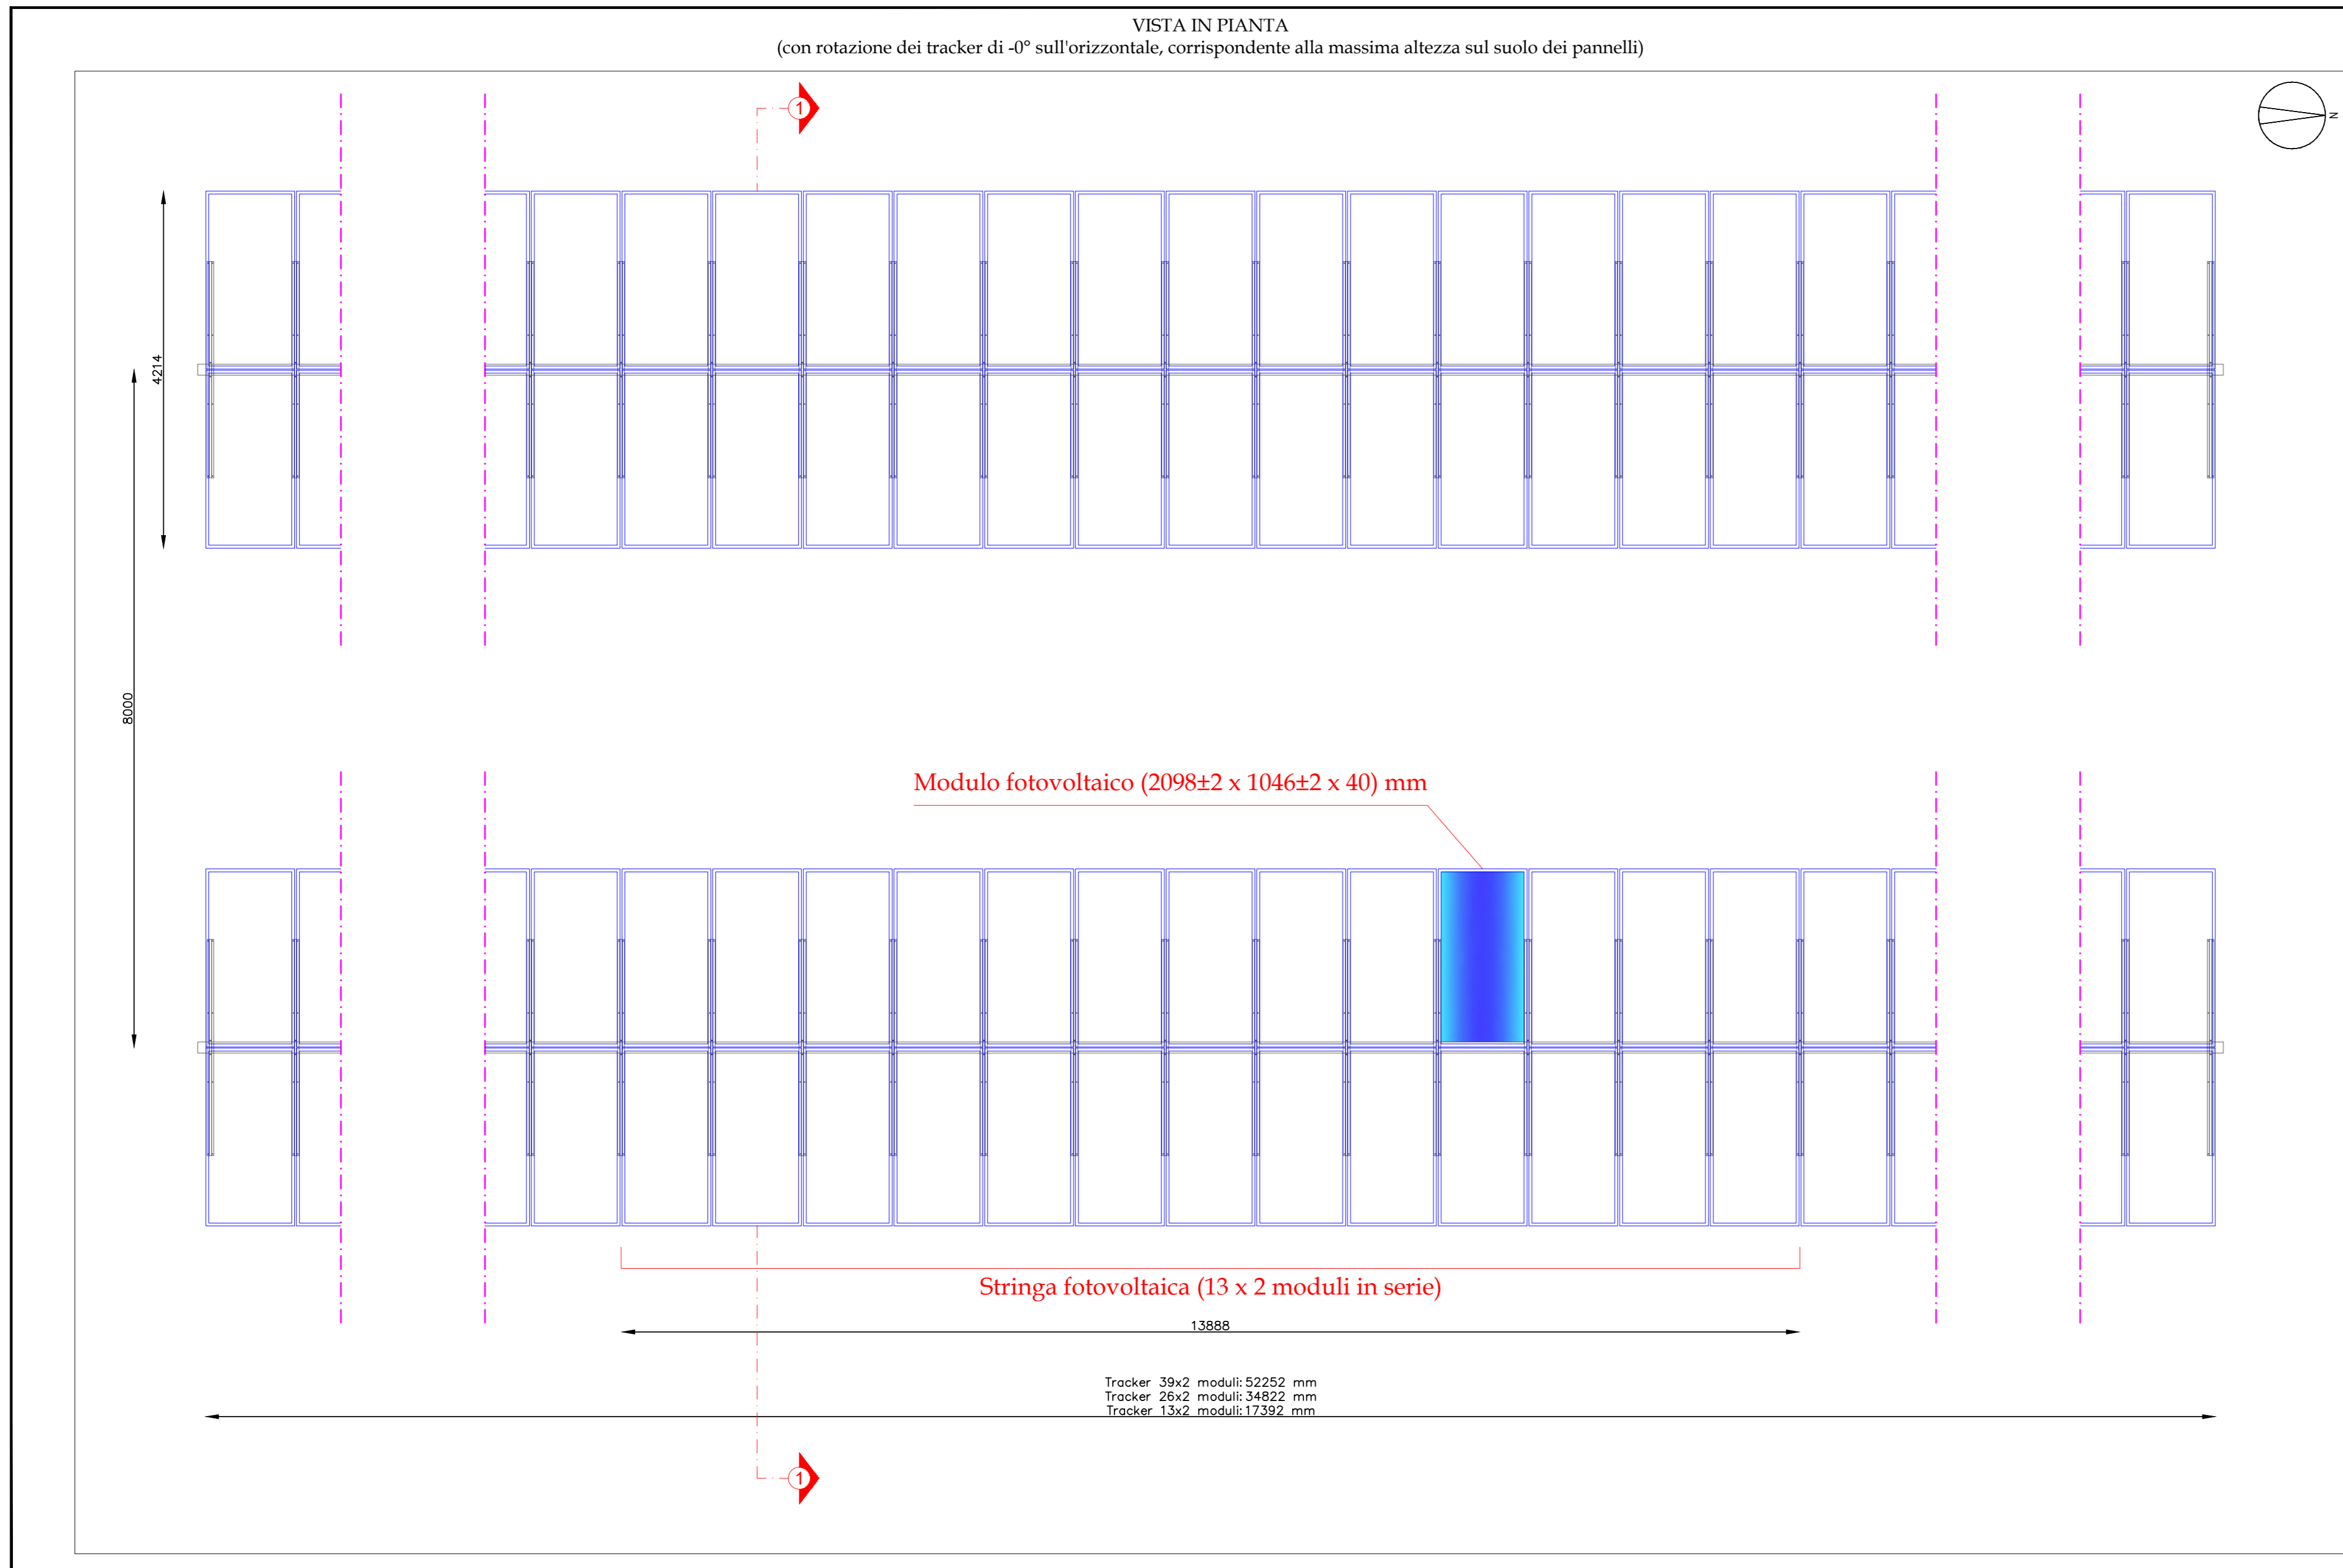 VISTA IN PIANTA
(con rotazione dei tracker di -0° sull'orizzontale, corrispondente alla massima altezza sul suolo dei pannelli)
1
N
4214
8000
Modulo fotovoltaico (2098±2 x 1046±2 x 40) mm
Stringa fotovoltaica (13 x 2 moduli in serie)
13888
Tracker 39x2 moduli: 52252 mm
Tracker 26x2 moduli: 34822 mm
Tracker 13x2 moduli: 17392 mm
1